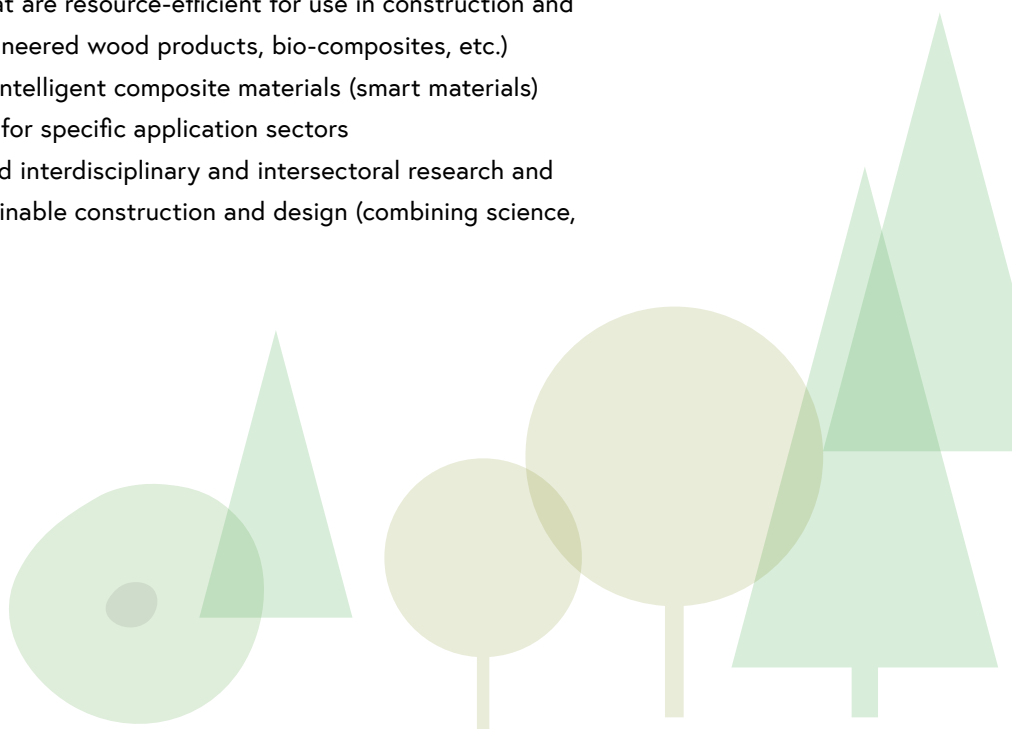 at are resource-efficient for use in construction and
neered wood products, bio-composites, etc.)
ntelligent composite materials (smart materials)
for specific application sectors
d interdisciplinary and intersectoral research and
inable construction and design (combining science,